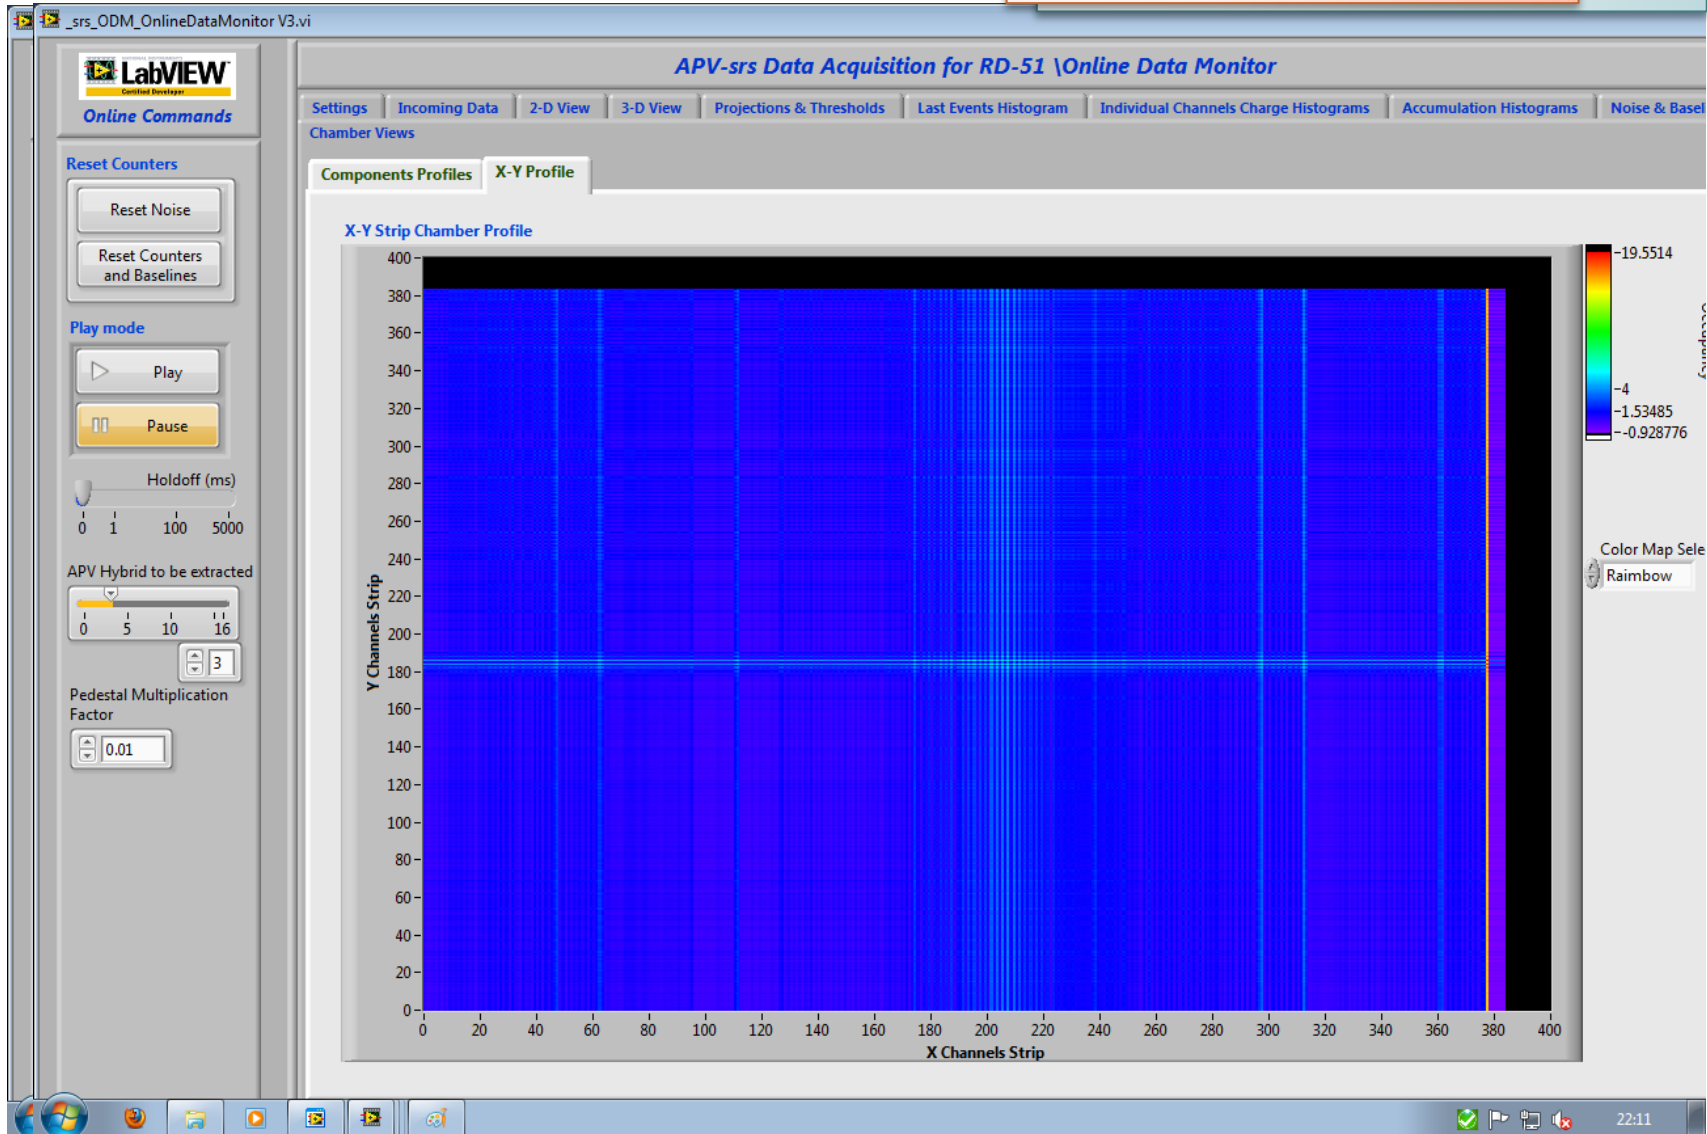 _srs_ODM_OnlineDataMonitor V3.vi
LabVIEW
Certified Developer
Online Commands
APV-srs Data Acquisition for RD-51 \Online Data Monitor
Settings
Incoming Data
2-D View
3-D View
Projections & Thresholds
Last Events Histogram
Individual Channels Charge Histograms
Accumulation Histograms
Noise & Basel
Chamber Views
Components Profiles
X-Y Profile
Reset Counters
Reset Noise
Reset Counters
and Baselines
Play mode
Play
Pause
Holdoff (ms)
0 1 100 5000
APV Hybrid to be extracted
0 5 10 16
3
Pedestal Multiplication
Factor
0.01
X-Y Strip Chamber Profile
400
380
360
340
320
300
280
260
240
220
200
180
160
140
120
100
80
60
40
20
0
Y Channels Strip
0 20 40 60 80 100 120 140 160 180 200 220 240 260 280 300 320 340 360 380 400
X Channels Strip
19.5514
4
1.53485
-0.928776
Occupancy
Color Map Sele
Raimbow
22:11